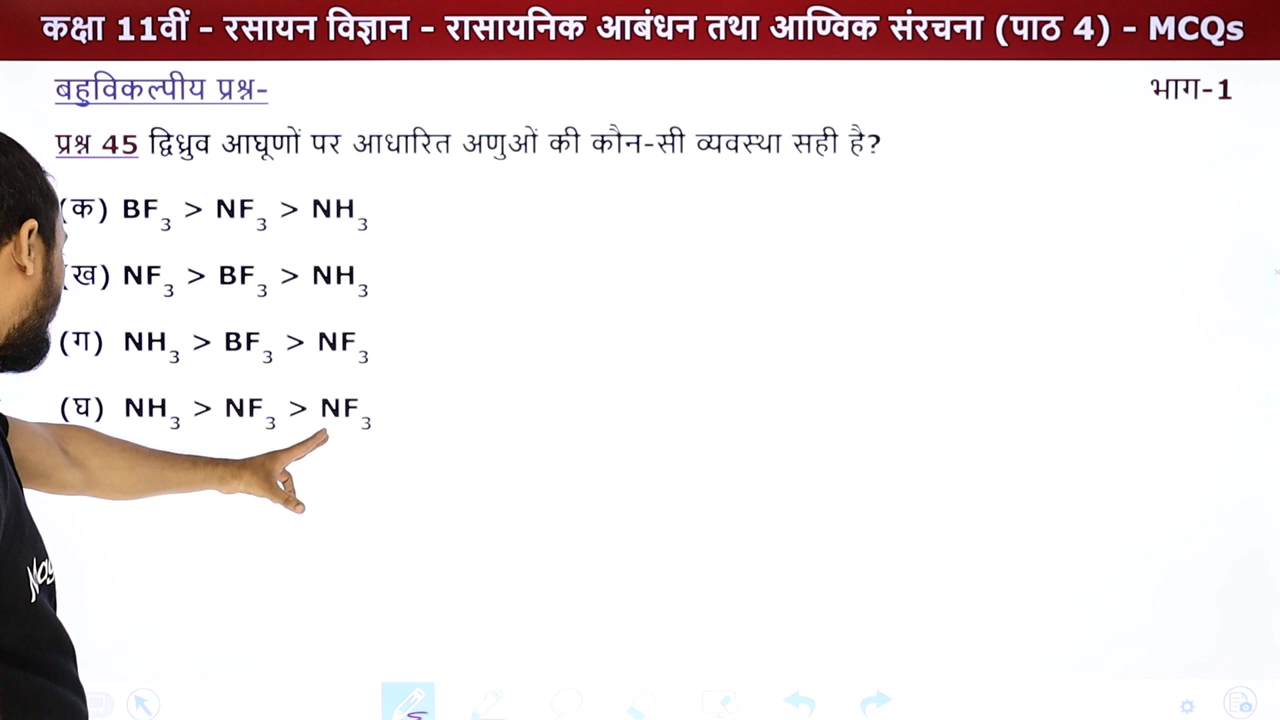 कक्षा 11वीं - रसायन विज्ञान - रासायनिक आबंधन तथा आण्विक संरचना (पाठ 4) - MCQs
बहुविकल्पीय प्रश्न-
भाग-1
प्रश्न 45 द्विध्रुव आघूणों पर आधारित अणुओं की कौन-सी व्यवस्था सही है?
(क) BF₃ > NF₃ > NH₃
(ख) NF₃ > BF₃ > NH₃
(ग) NH₃ > BF₃ > NF₃
(घ) NH₃ > NF₃ > NF₃